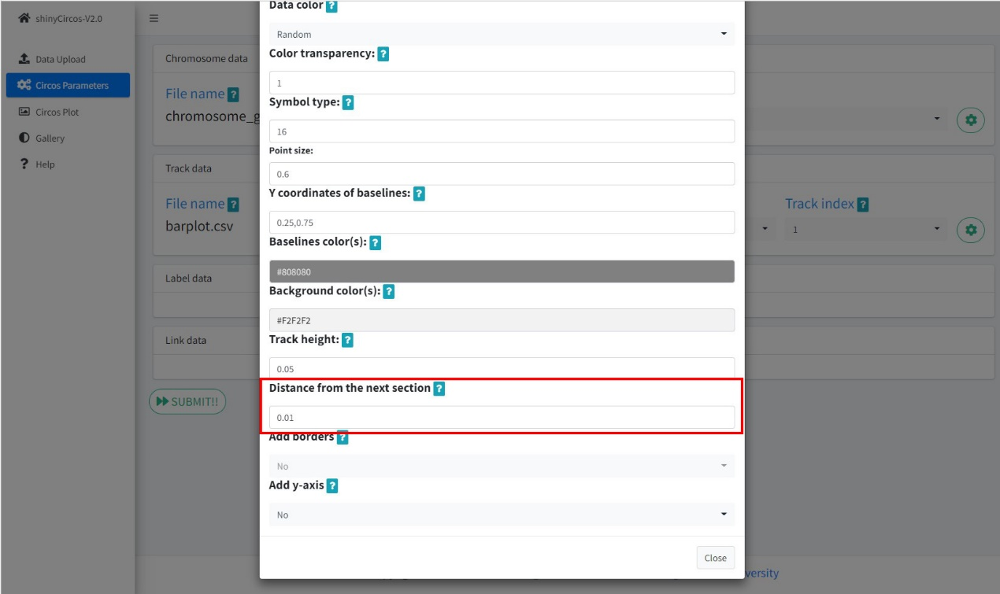 shinyCircos-V2.0
Data Upload
Circos Parameters
Circos Plot
Gallery
Help
Chromosome data
File name ?
chromosome_g
Track data
File name ?
barplot.csv
Track index ?
1
Label data
Link data
SUBMIT!!
Data color ?
Random
Color transparency: ?
1
Symbol type: ?
16
Point size:
0.6
Y coordinates of baselines: ?
0.25,0.75
Baselines color(s): ?
#808080
Background color(s): ?
#F2F2F2
Track height: ?
0.05
Distance from the next section ?
0.01
Add borders ?
No
Add y-axis ?
No
Close
versity